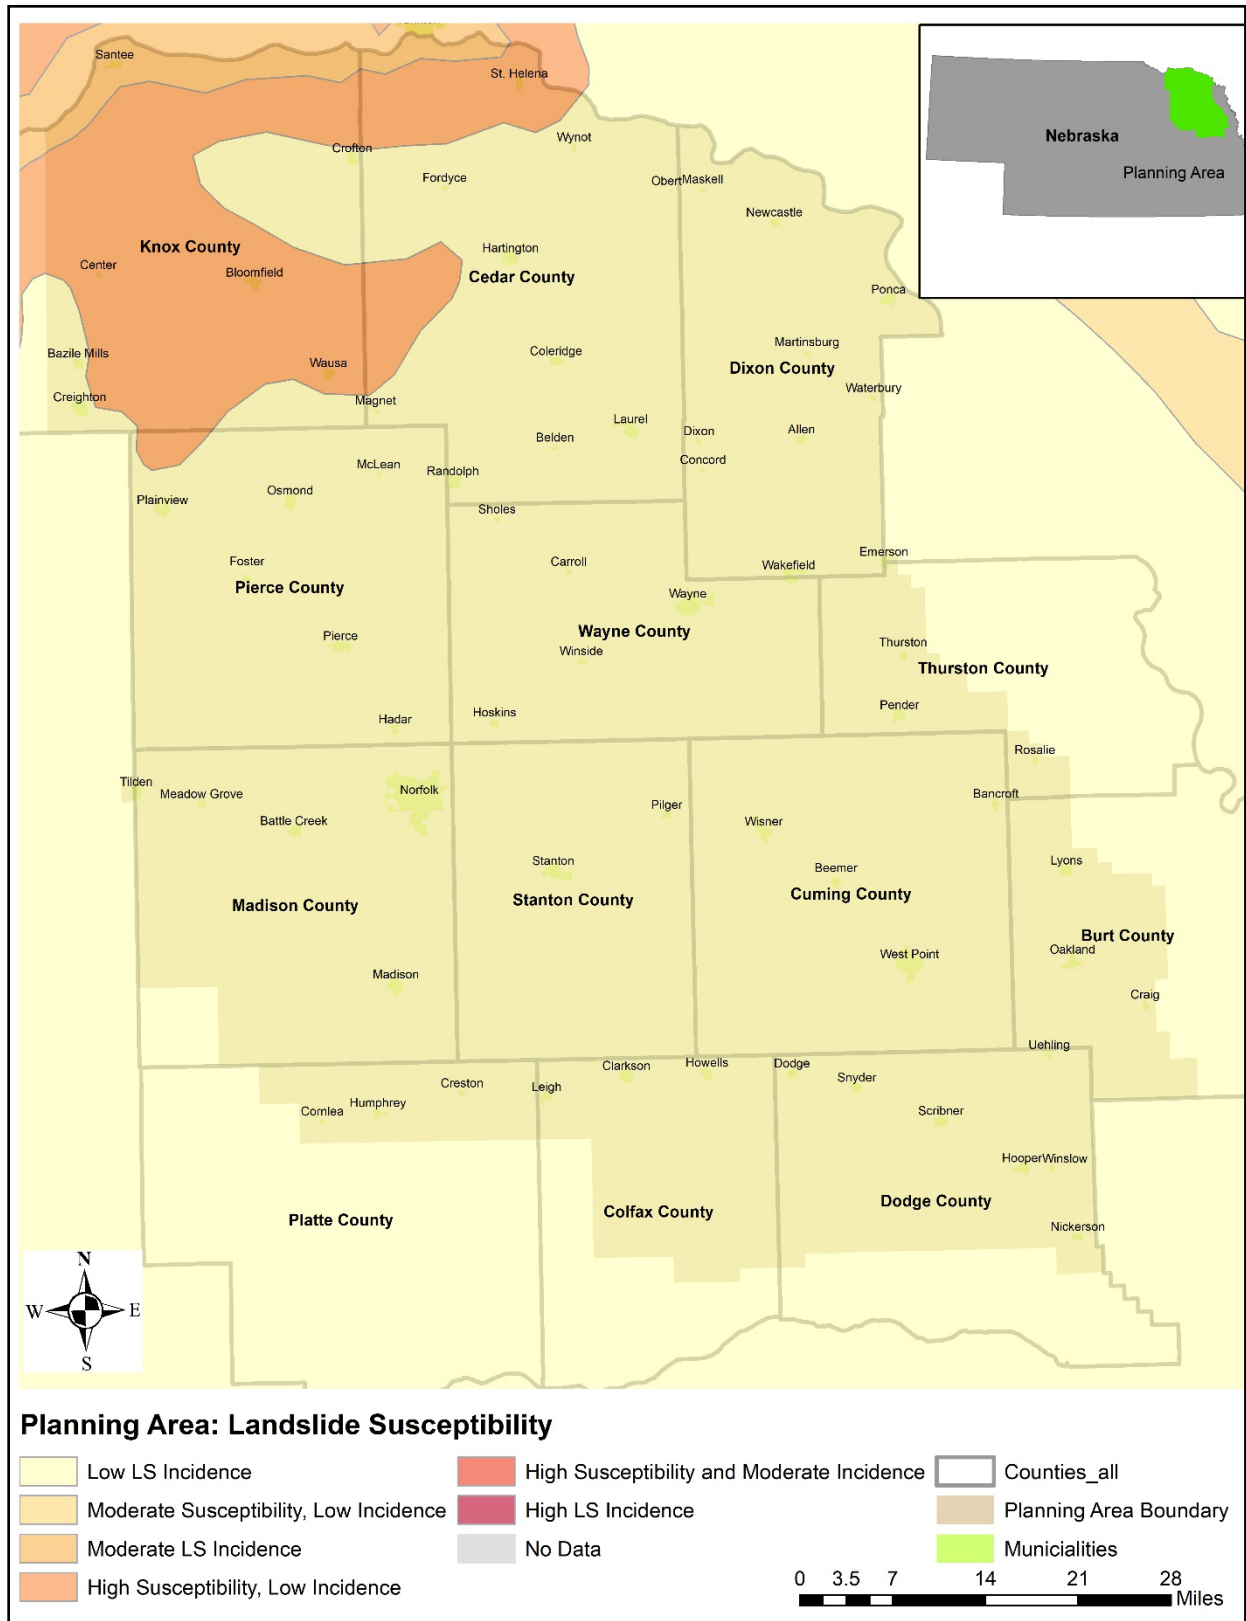 Santee
St. Helena
Crofton
Wynot
Fordyce
Obert
Maskell
Newcastle
Nebraska
Planning Area
Knox County
Center
Bloomfield
Hartington
Cedar County
Ponca
Bazile Mills
Creighton
Wausa
Magnet
Coleridge
Martinsburg
Dixon County
Waterbury
Laurel
Belden
Dixon
Concord
Allen
McLean
Randolph
Plainview
Osmond
Sholes
Foster
Carroll
Wakefield
Emerson
Pierce County
Wayne
Wayne County
Winside
Pierce
Thurston
Thurston County
Hadar
Hoskins
Pender
Rosalie
Tilden
Meadow Grove
Norfolk
Battle Creek
Pilger
Wisner
Bancroft
Stanton
Beemer
Lyons
Madison County
Stanton County
Cuming County
Burt County
Oakland
West Point
Madison
Craig
Uehling
Clarkson
Howells
Dodge
Creston
Leigh
Snyder
Cornlea
Humphrey
Scribner
Hooper
Winslow
Platte County
Colfax County
Dodge County
Nickerson
N
W
E
S
Planning Area: Landslide Susceptibility
Low LS Incidence
Moderate Susceptibility, Low Incidence
Moderate LS Incidence
High Susceptibility, Low Incidence
High Susceptibility and Moderate Incidence
High LS Incidence
No Data
Counties_all
Planning Area Boundary
Municialities
0 3.5 7 14 21 28
Miles